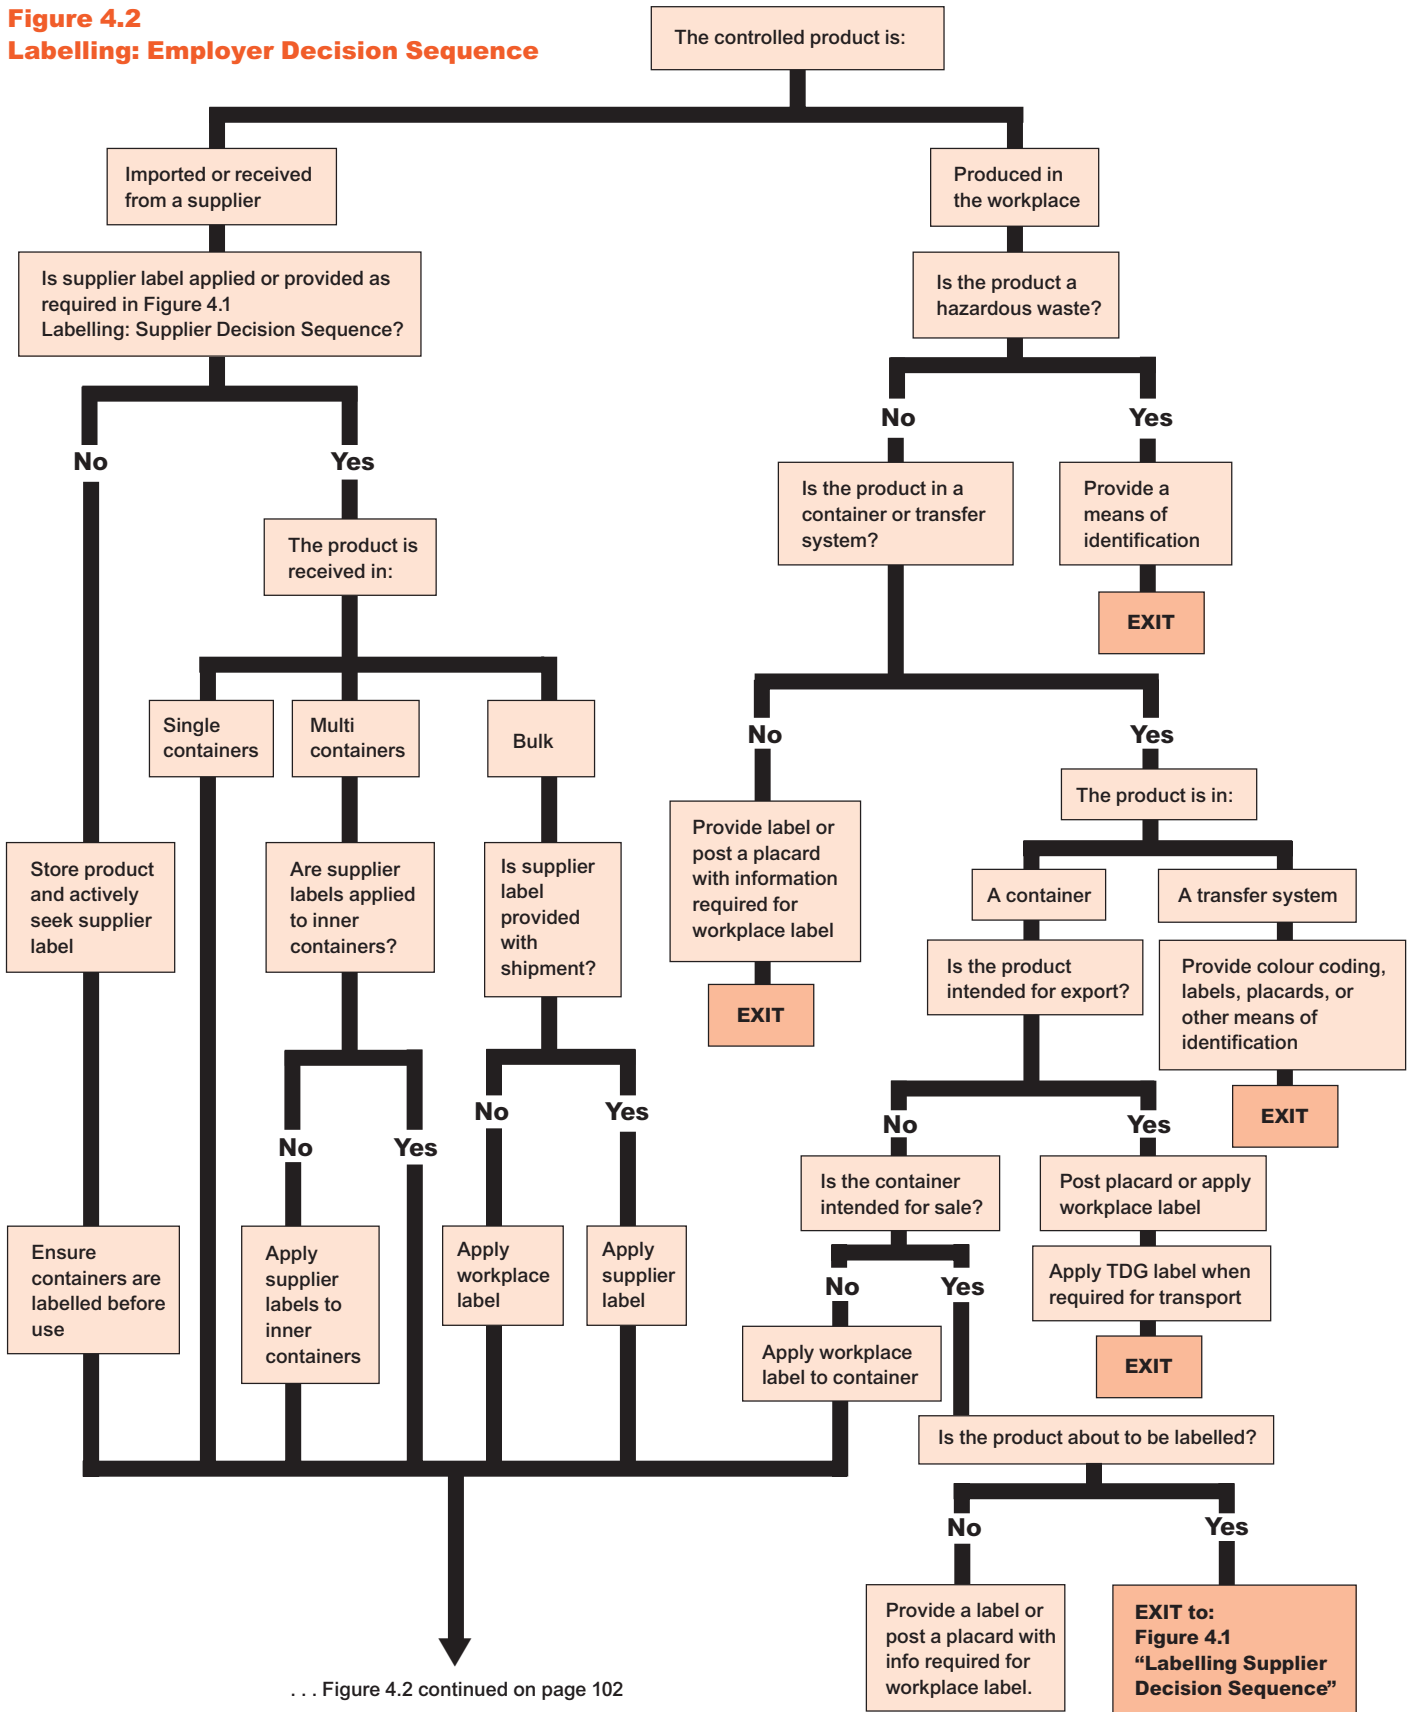 Figure 4.2
Labelling: Employer Decision Sequence
The controlled product is:
Imported or received
from a supplier
Produced in
the workplace
Is supplier label applied or provided as
required in Figure 4.1
Labelling: Supplier Decision Sequence?
Is the product a
hazardous waste?
No
Yes
No
Yes
The product is
received in:
Is the product in a
container or transfer
system?
Provide a
means of
identification
EXIT
Single
containers
Multi
containers
Bulk
No
Yes
The product is in:
Store product
and actively
seek supplier
label
Are supplier
labels applied
to inner
containers?
Is supplier
label
provided
with
shipment?
Provide label or
post a placard
with information
required for
workplace label
EXIT
A container
A transfer system
Is the product
intended for export?
Provide colour coding,
labels, placards, or
other means of
identification
EXIT
No
Yes
No
Yes
No
Yes
Is the container
intended for sale?
Post placard or apply
workplace label
Ensure
containers are
labelled before
use
Apply
supplier
labels to
inner
containers
Apply
workplace
label
Apply
supplier
label
No
Yes
Apply TDG label when
required for transport
EXIT
Apply workplace
label to container
Is the product about to be labelled?
No
Yes
Provide a label or
post a placard with
info required for
workplace label.
EXIT to:
Figure 4.1
“Labelling Supplier
Decision Sequence”
. . . Figure 4.2 continued on page 102